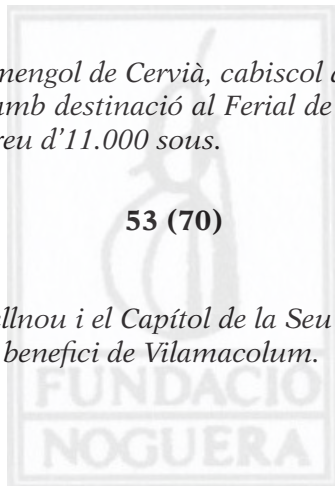 mengol de Cervià, cabiscol
amb destinació al Ferial de
reu d'11.000 sous.
53 (70)
llnou i el Capítol de la Seu
benefici de Vilamacolum.
FUNDACIÓ
NOGUERA